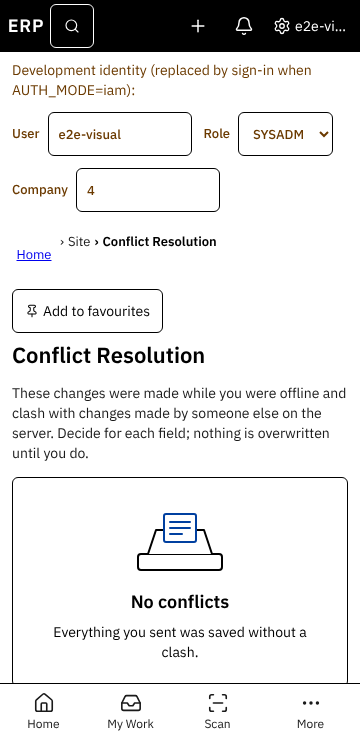 ERP e2e-vi...
Development identity (replaced by sign-in when
AUTH_MODE=iam):
User e2e-visual Role SYSADM
Company 4
Home › Site › Conflict Resolution
Add to favourites
Conflict Resolution
These changes were made while you were offline and
clash with changes made by someone else on the
server. Decide for each field; nothing is overwritten
until you do.
No conflicts
Everything you sent was saved without a
clash.
Home My Work Scan More